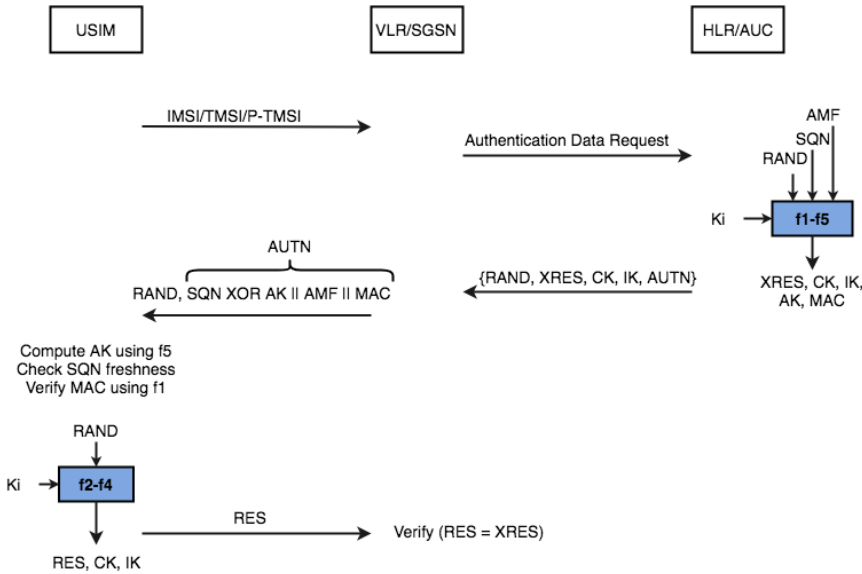 USIM
VLR/SGSN
HLR/AUC
IMSI/TMSI/P-TMSI
Authentication Data Request
AMF
SQN
RAND
Ki
f1-f5
XRES, CK, IK,
AK, MAC
{RAND, XRES, CK, IK, AUTN}
AUTN
RAND, SQN XOR AK II AMF II MAC
Compute AK using f5
Check SQN freshness
Verify MAC using f1
RAND
Ki
f2-f4
RES, CK, IK
RES
Verify (RES = XRES)